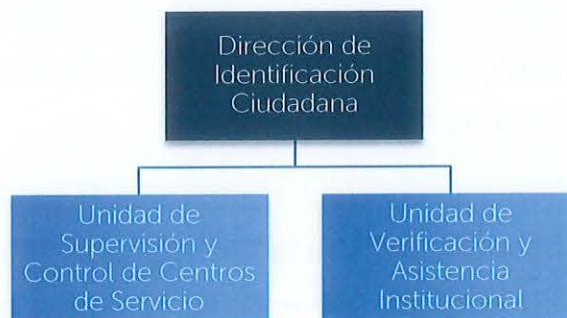 Dirección de
Identificación
Ciudadana
Unidad de
Supervisión y
Control de Centros
de Servicio
Unidad de
Verificación y
Asistencia
Institucional